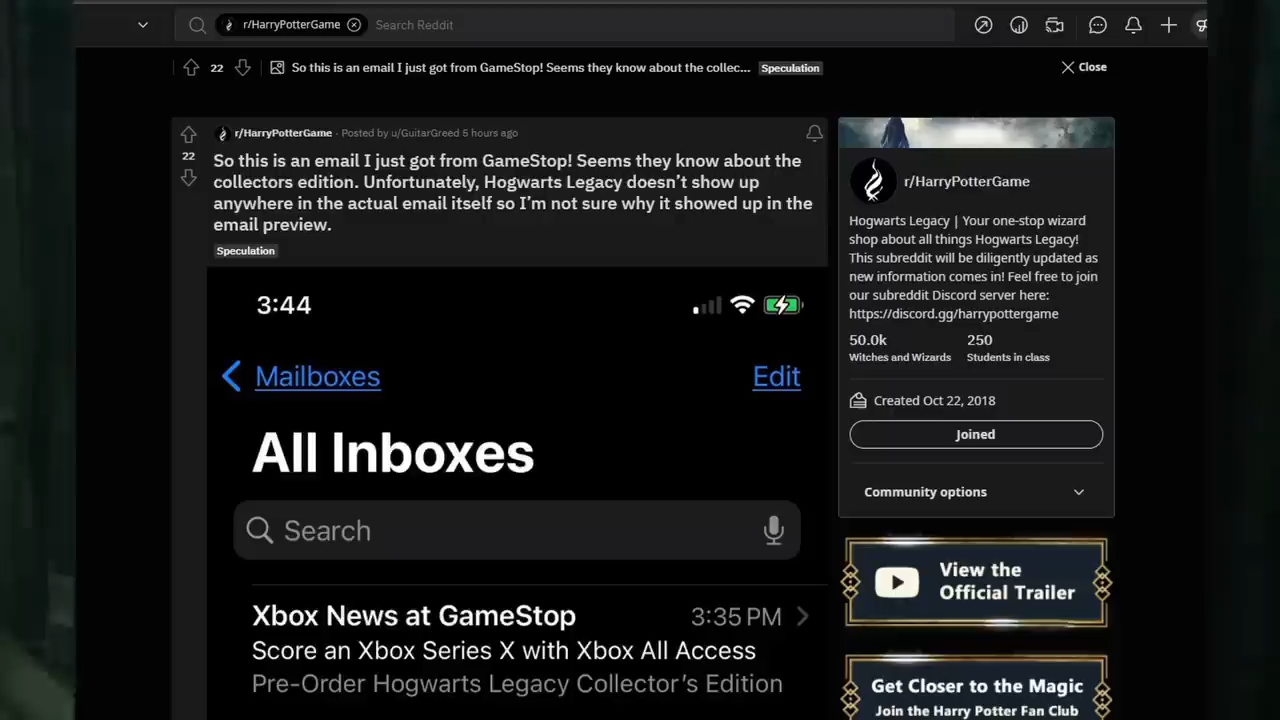 r/HarryPotterGame
Search Reddit
22
So this is an email I just got from GameStop! Seems they know about the collec...
Speculation
Close
r/HarryPotterGame · Posted by u/GuitarGreed 5 hours ago
22
So this is an email I just got from GameStop! Seems they know about the
collectors edition. Unfortunately, Hogwarts Legacy doesn't show up
anywhere in the actual email itself so I'm not sure why it showed up in the
email preview.
Speculation
3:44
Mailboxes
Edit
All Inboxes
Search
Xbox News at GameStop
3:35 PM
Score an Xbox Series X with Xbox All Access
Pre-Order Hogwarts Legacy Collector's Edition
r/HarryPotterGame
Hogwarts Legacy | Your one-stop wizard
shop about all things Hogwarts Legacy!
This subreddit will be diligently updated as
new information comes in! Feel free to join
our subreddit Discord server here:
https://discord.gg/harrypottergame
50.0k
250
Witches and Wizards
Students in class
Created Oct 22, 2018
Joined
Community options
View the
Official Trailer
Get Closer to the Magic
Join the Harry Potter Fan Club